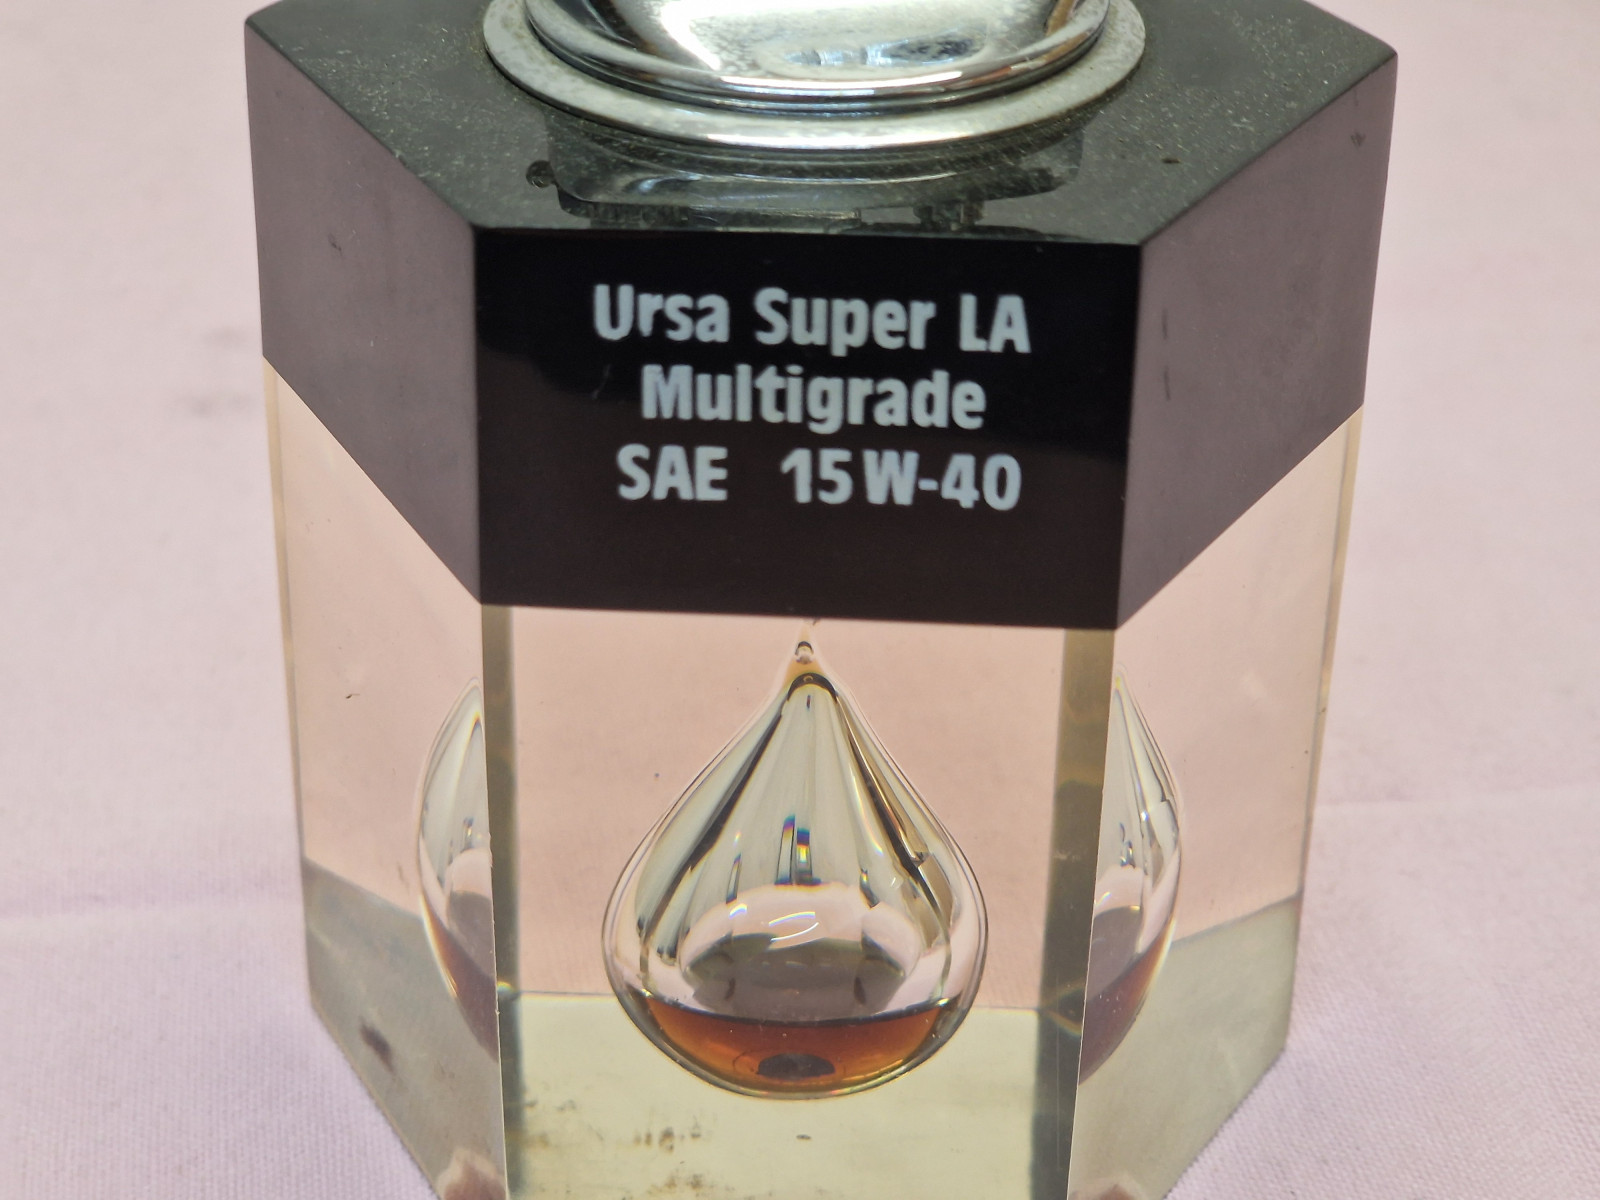 Ursa Super LA
Multigrade
SAE 15W-40